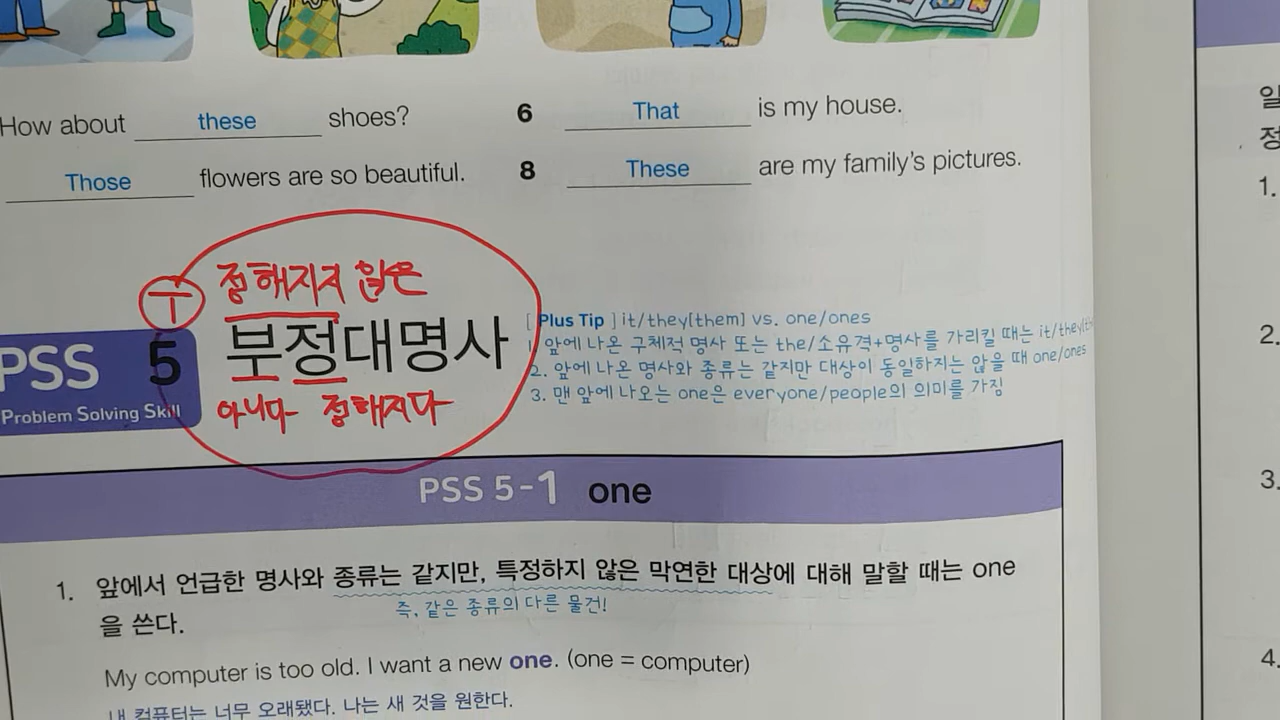 How about these shoes?
6 That is my house.
Those flowers are so beautiful.
8 These are my family's pictures.
정해지지 않은
PSS 5
Problem Solving Skill
부정대명사
아니다 정해지다
[ Plus Tip ] it/they[them] vs. one/ones
1. 앞에 나온 구체적 명사 또는 the/소유격+명사를 가리킬 때는 it/they[th
2. 앞에 나온 명사와 종류는 같지만 대상이 동일하지는 않을 때 one/ones
3. 맨 앞에 나오는 one은 everyone/people의 의미를 가짐
PSS 5-1 one
1. 앞에서 언급한 명사와 종류는 같지만, 특정하지 않은 막연한 대상에 대해 말할 때는 one
즉, 같은 종류의 다른 물건!
을 쓴다.
My computer is too old. I want a new one. (one = computer)
내 컴퓨터는 너무 오래됐다. 나는 새 것을 원한다.
일
정
1.
2.
3.
4.